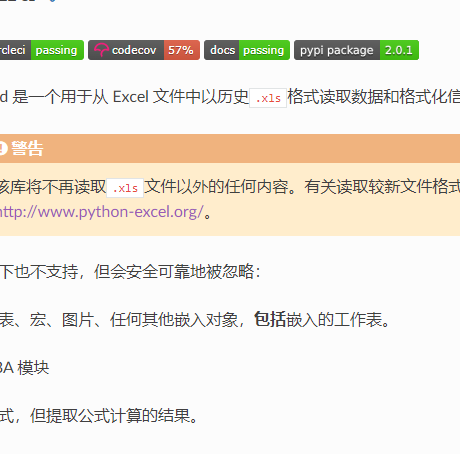 rcleci passing codecov 57% docs passing pypi package 2.0.1
d 是一个用于从 Excel 文件中以历史 .xls 格式读取数据和格式化信
警告
该库将不再读取 .xls 文件以外的任何内容。有关读取较新文件格式
http://www.python-excel.org/。
下也不支持，但会安全可靠地被忽略：
表、宏、图片、任何其他嵌入对象，包括嵌入的工作表。
BA 模块
式，但提取公式计算的结果。